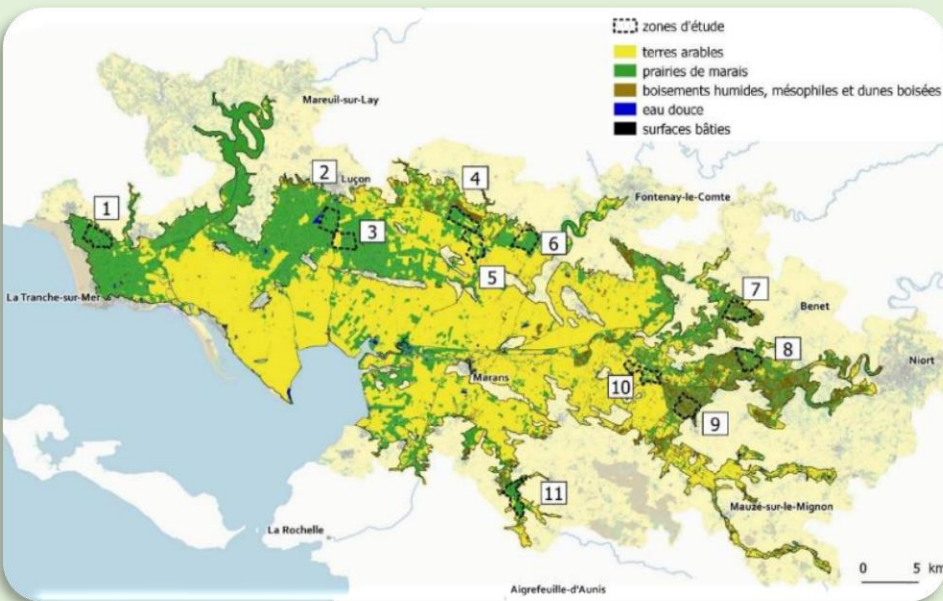 zones d'étude
terres arables
prairies de marais
boisements humides, mésophiles et dunes boisées
eau douce
surfaces bâties
Mareuil-sur-Lay
2
Luçon
4
1
Fontenay-le-Comte
3
6
5
La Tranche-sur-Mer
7
Benet
8
Niort
Marans
10
9
11
Mauzé-sur-le-Mignon
La Rochelle
0 5 km
Aigrefeuille-d'Aunis